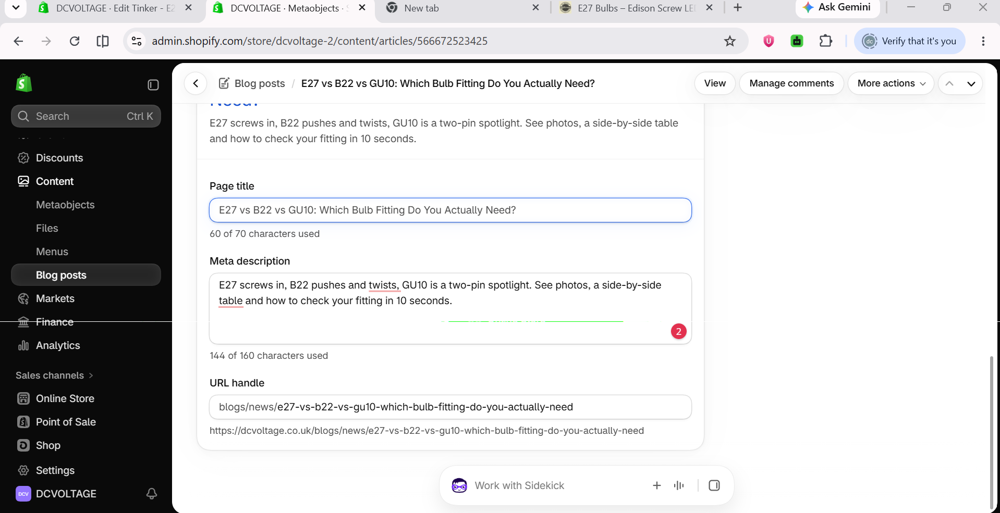 DCVOLTAGE · Edit Tinker - E2
DCVOLTAGE · Metaobjects ·
New tab
E27 Bulbs – Edison Screw LE
Ask Gemini
admin.shopify.com/store/dcvoltage-2/content/articles/566672523425
U
dc
Verify that it's you
Search
Ctrl K
Discounts
Content
Metaobjects
Files
Menus
Blog posts
Markets
Finance
Analytics
Sales channels
Online Store
Point of Sale
Shop
Settings
DCV
DCVOLTAGE
Blog posts / E27 vs B22 vs GU10: Which Bulb Fitting Do You Actually Need?
View
Manage comments
More actions
Need?
E27 screws in, B22 pushes and twists, GU10 is a two-pin spotlight. See photos, a side-by-side table
and how to check your fitting in 10 seconds.
Page title
E27 vs B22 vs GU10: Which Bulb Fitting Do You Actually Need?
60 of 70 characters used
Meta description
E27 screws in, B22 pushes and twists, GU10 is a two-pin spotlight. See photos, a side-by-side
table and how to check your fitting in 10 seconds.
2
144 of 160 characters used
URL handle
blogs/news/e27-vs-b22-vs-gu10-which-bulb-fitting-do-you-actually-need
https://dcvoltage.co.uk/blogs/news/e27-vs-b22-vs-gu10-which-bulb-fitting-do-you-actually-need
Work with Sidekick